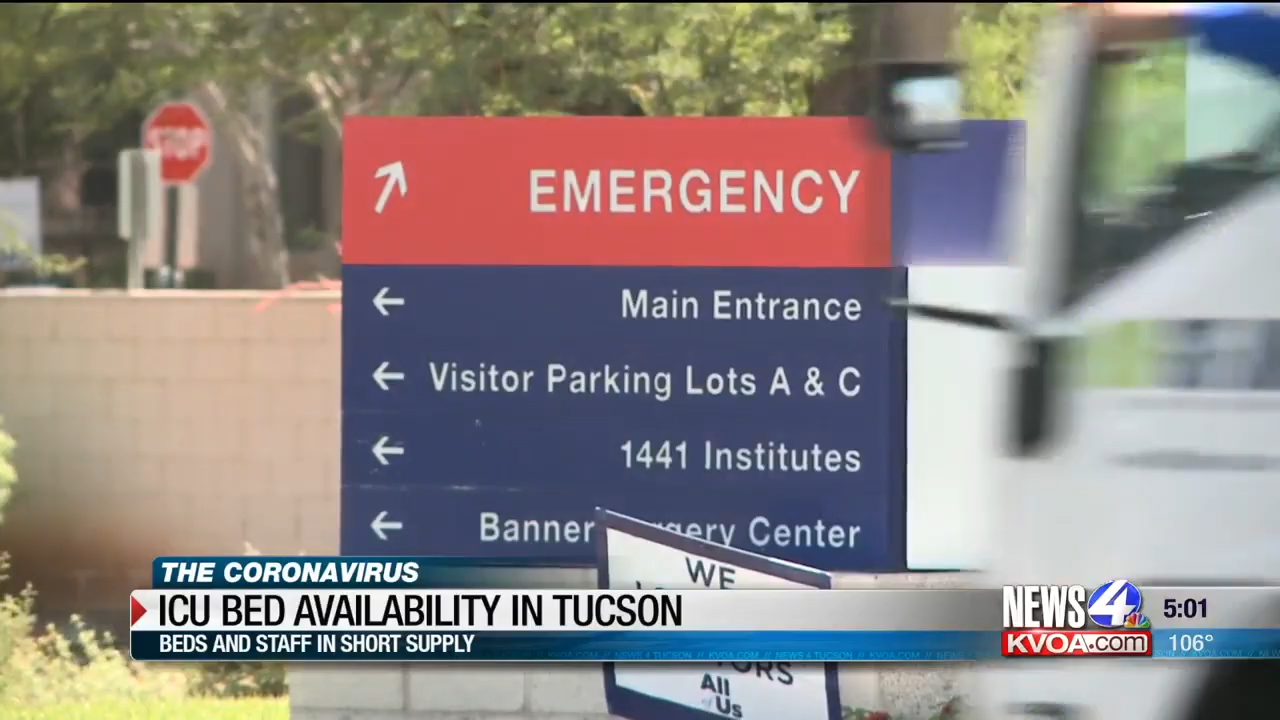 STOP
EMERGENCY
Main Entrance
Visitor Parking Lots A & C
1441 Institutes
Banner Center
WE
All
of Us
THE CORONAVIRUS
ICU BED AVAILABILITY IN TUCSON
BEDS AND STAFF IN SHORT SUPPLY
NEWS 4
KVOA.com
5:01
106°